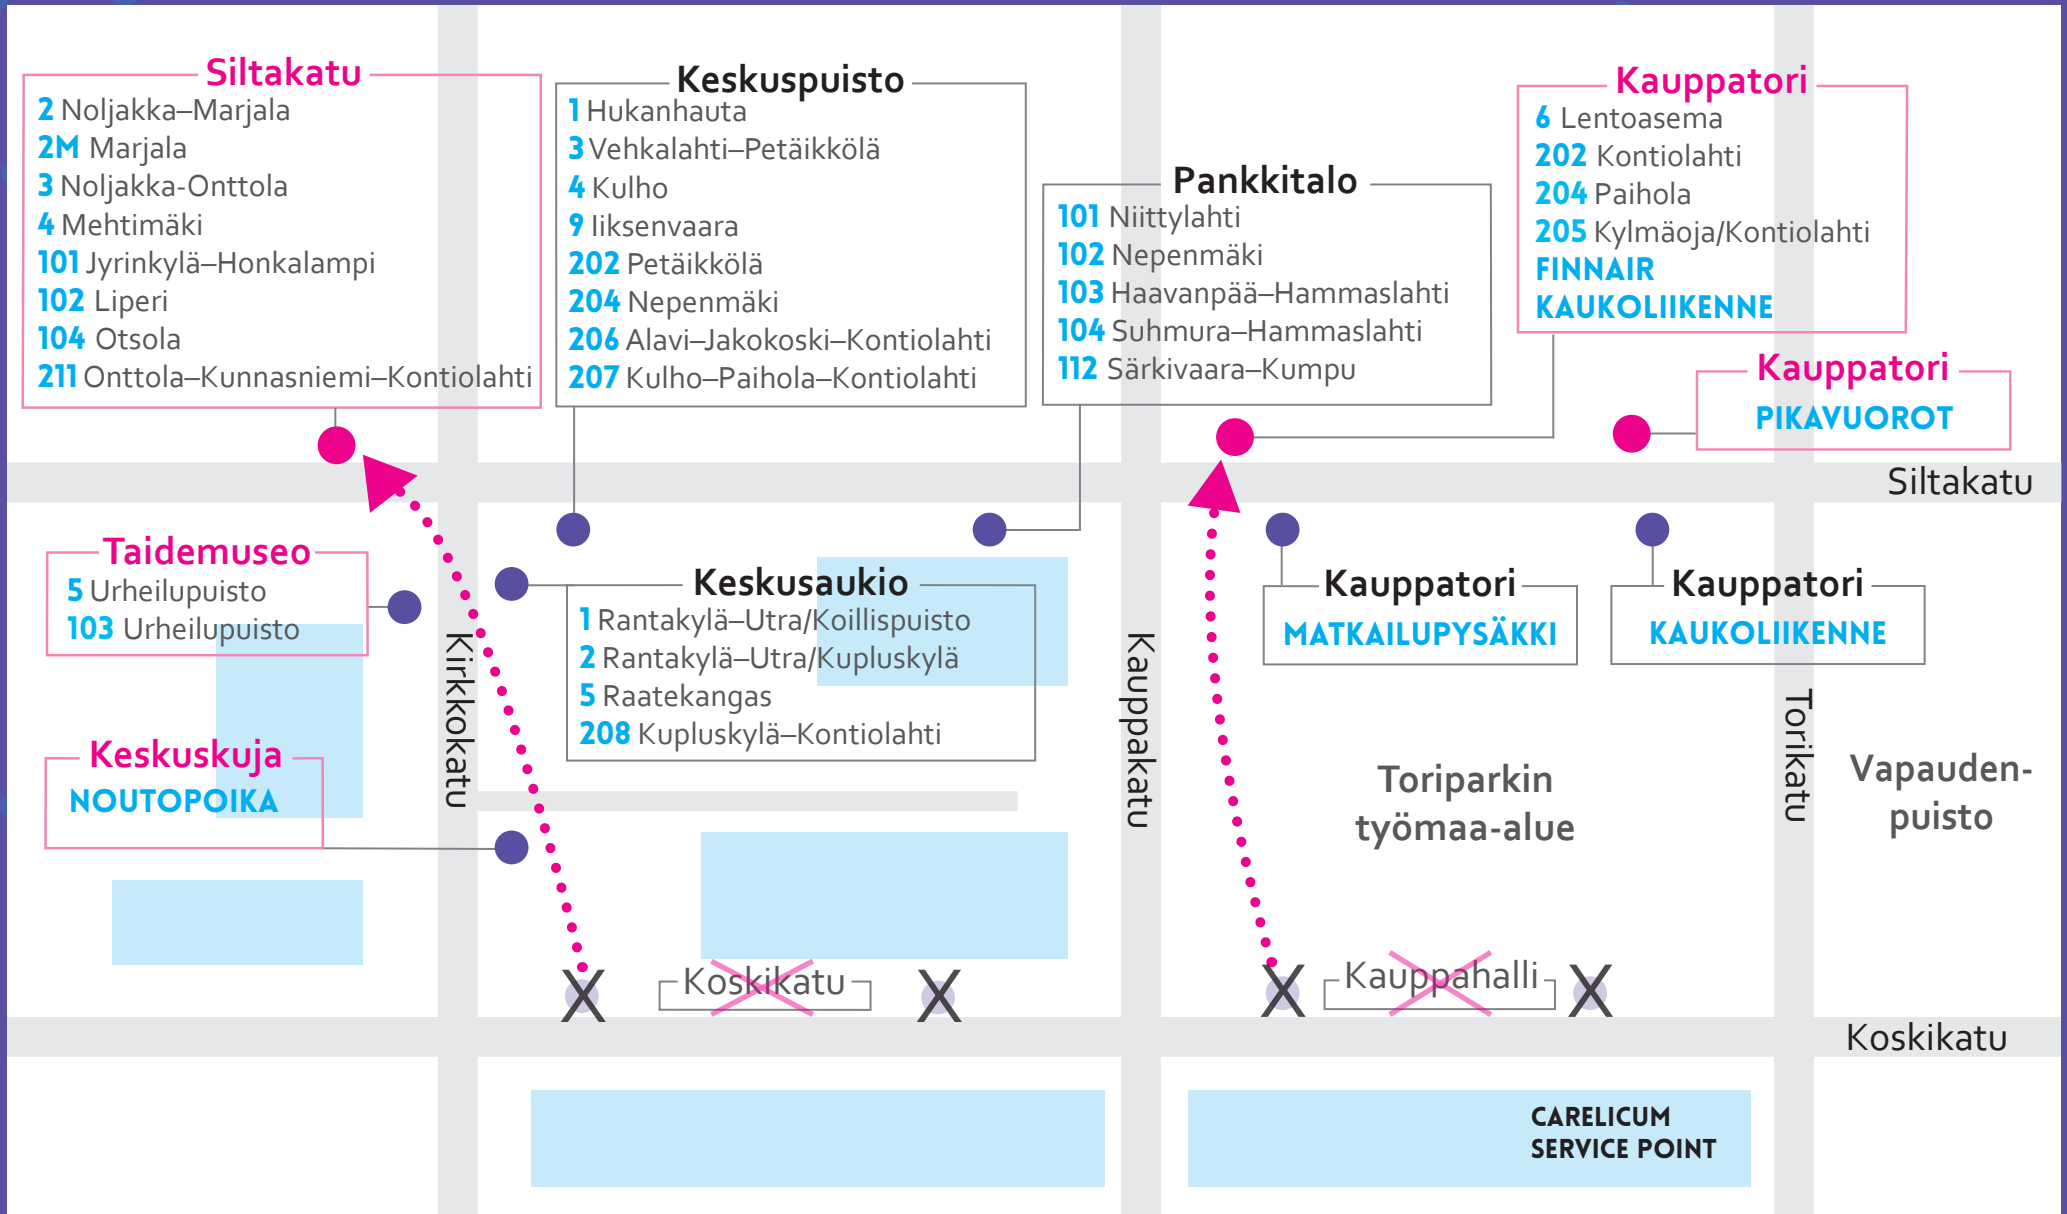 Siltakatu
2 Noljakka–Marjala
2M Marjala
3 Noljakka-Onttola
4 Mehtimäki
101 Jyrinkylä–Honkalampi
102 Liperi
104 Otsola
211 Onttola–Kunnasniemi–Kontiolahti
Keskuspuisto
1 Hukanhauta
3 Vehkalahti–Petäikkölä
4 Kulho
9 Iiksenvaara
202 Petäikkölä
204 Nepenmäki
206 Alavi–Jakokoski–Kontiolahti
207 Kulho–Paihola–Kontiolahti
Pankkitalo
101 Niittylahti
102 Nepenmäki
103 Haavanpää–Hammaslahti
104 Suhmura–Hammaslahti
112 Särkivaara–Kumpu
Kauppatori
6 Lentoasema
202 Kontiolahti
204 Paihola
205 Kylmäoja/Kontiolahti
FINNAIR
KAUKOLIIKENNE
Kauppatori
PIKAVUOROT
Siltakatu
Taidemuseo
5 Urheilupuisto
103 Urheilupuisto
Keskusaukio
1 Rantakylä–Utra/Koillispuisto
2 Rantakylä–Utra/Kupluskylä
5 Raatekangas
208 Kupluskylä–Kontiolahti
Kauppatori
MATKAILUPYSÄKKI
Kauppatori
KAUKOLIIKENNE
Keskuskuja
NOUTOPOIKA
Kirkkokatu
Kauppakatu
Torikatu
Toriparkin
työmaa-alue
Vapauden-
puisto
X
Koskikatu
X
X
Kauppahalli
X
Koskikatu
CARELICUM
SERVICE POINT